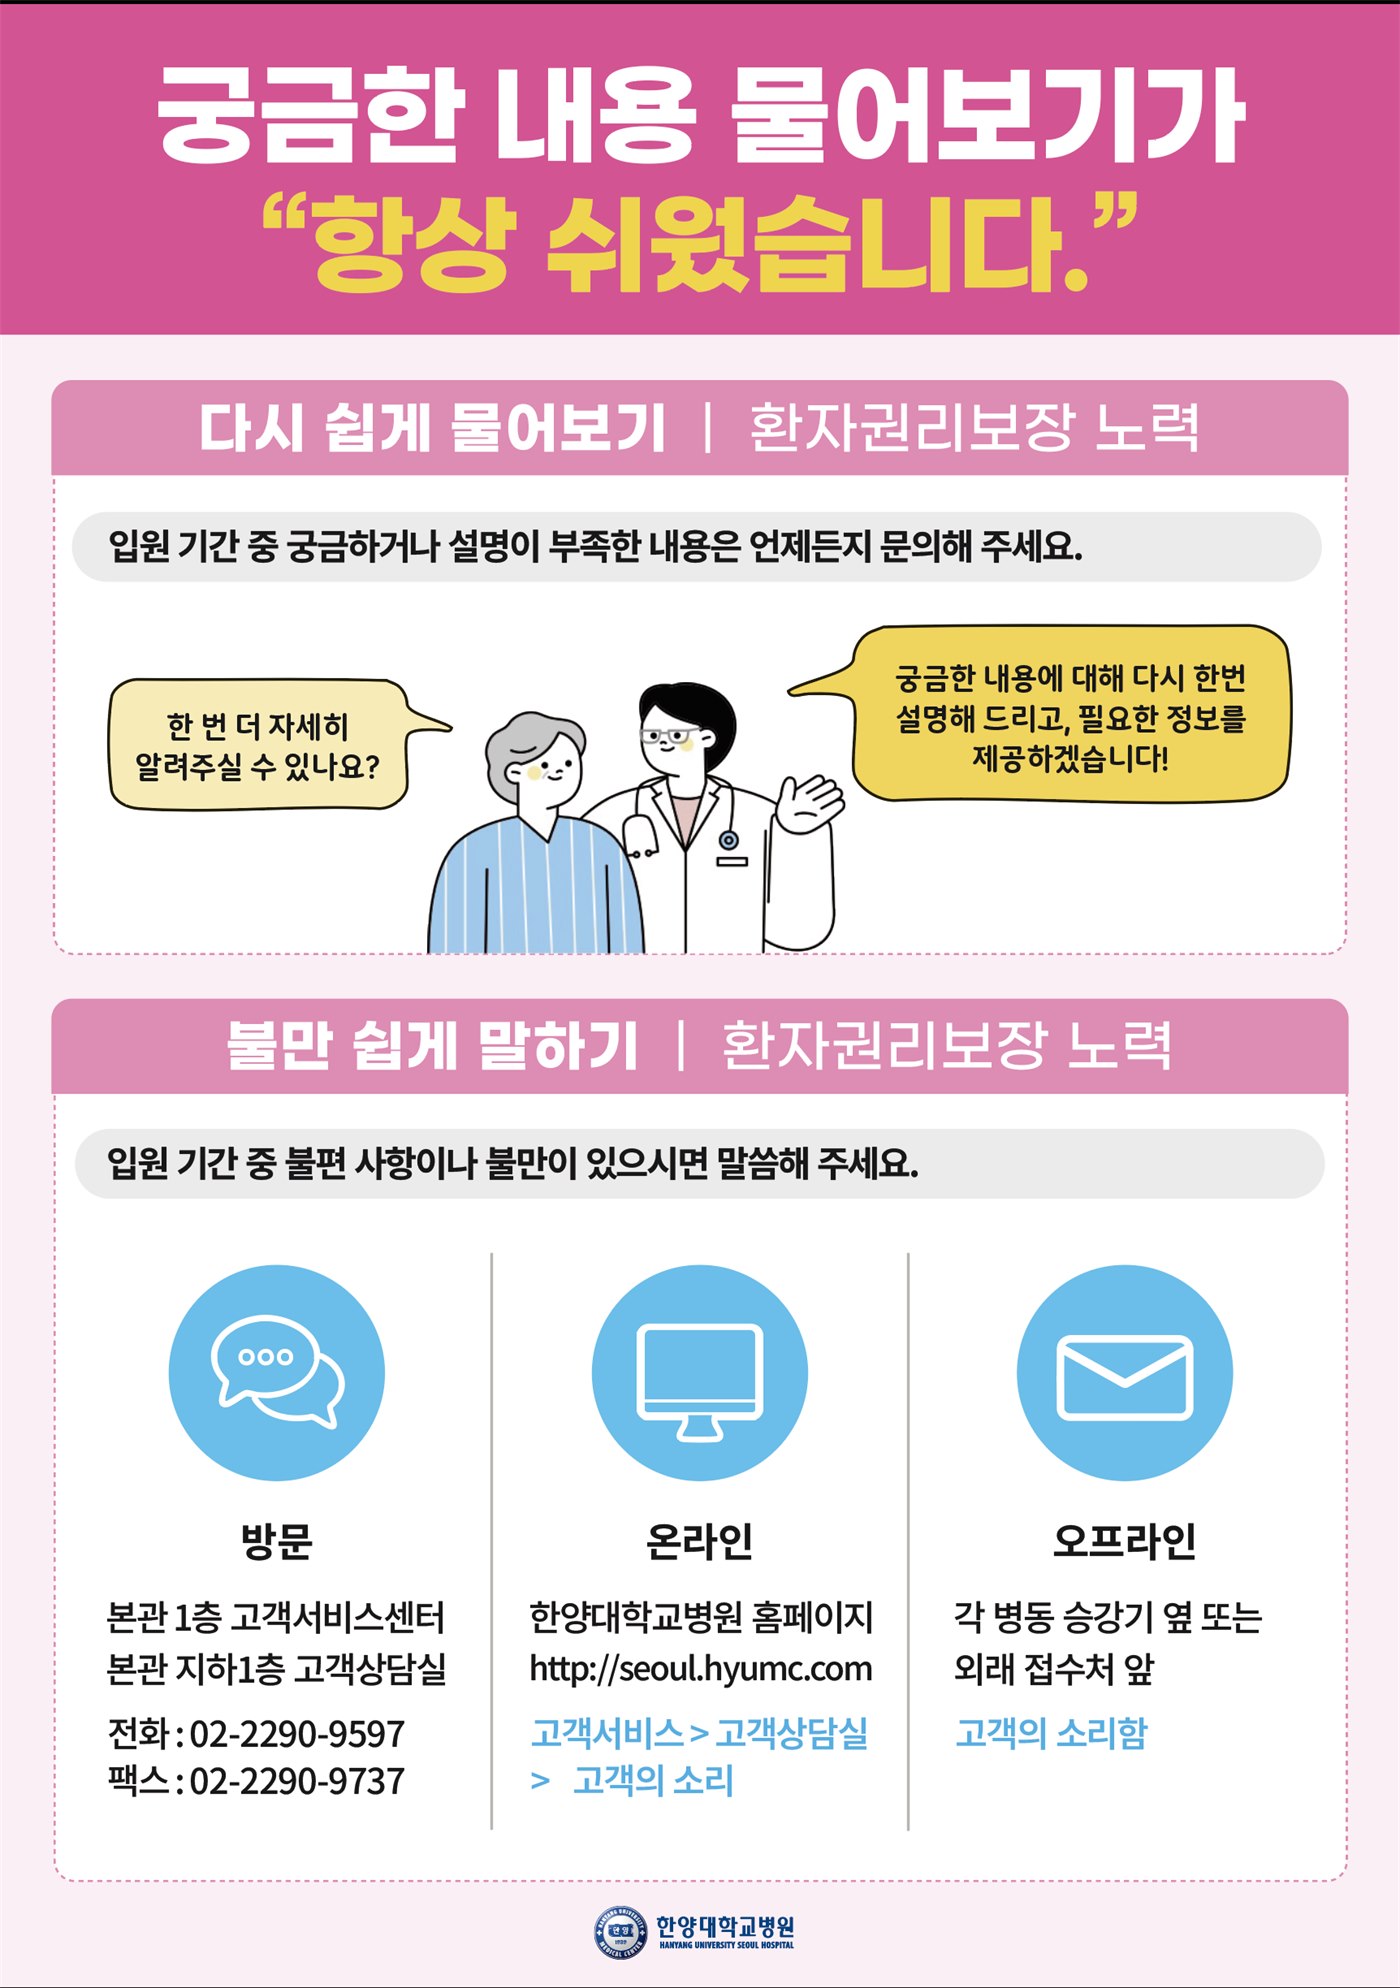 궁금한 내용 물어보기가
“항상 쉬웠습니다.”
다시 쉽게 물어보기 | 환자권리보장 노력
입원 기간 중 궁금하거나 설명이 부족한 내용은 언제든지 문의해 주세요.
한 번 더 자세히
알려주실 수 있나요?
궁금한 내용에 대해 다시 한번
설명해 드리고, 필요한 정보를
제공하겠습니다!
불만 쉽게 말하기 | 환자권리보장 노력
입원 기간 중 불편 사항이나 불만이 있으시면 말씀해 주세요.
방문
본관 1층 고객서비스센터
본관 지하1층 고객상담실
전화 : 02-2290-9597
팩스 : 02-2290-9737
온라인
한양대학교병원 홈페이지
http://seoul.hyumc.com
고객서비스 > 고객상담실
> 고객의 소리
오프라인
각 병동 승강기 옆 또는
외래 접수처 앞
고객의 소리함
HANYANG UNIVERSITY
한양
MEDICAL CENTER
한양대학교병원
HANYANG UNIVERSITY SEOUL HOSPITAL